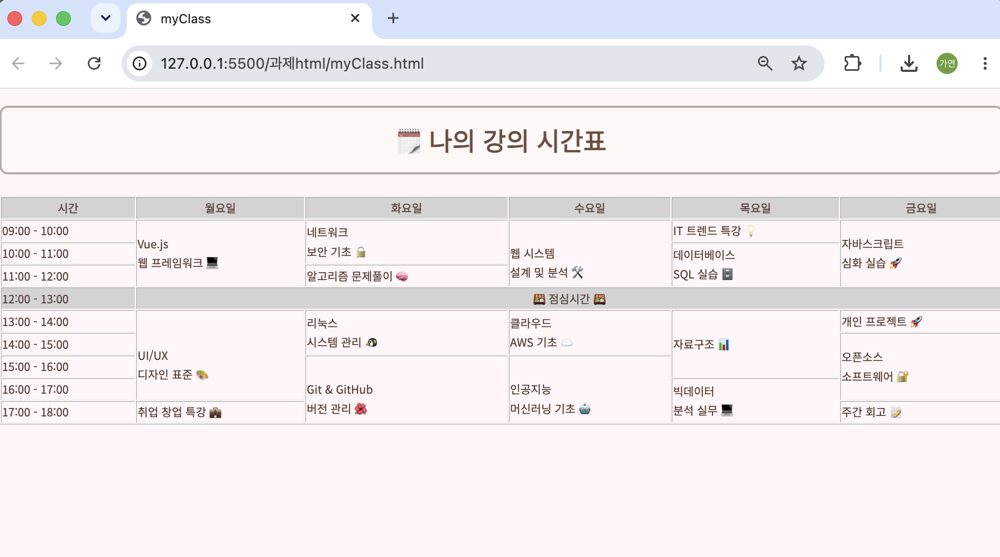 myClass
127.0.0.1:5500/과제html/myClass.html
가연
🗓️ 나의 강의 시간표
시간 월요일 화요일 수요일 목요일 금요일
09:00 - 10:00
Vue.js
웹 프레임워크 💻
네트워크
보안 기초 🔒
웹 시스템
설계 및 분석 🛠️
IT 트렌드 특강 💡
자바스크립트
심화 실습 🚀
10:00 - 11:00
데이터베이스
SQL 실습 🗄️
11:00 - 12:00
알고리즘 문제풀이 🧠
12:00 - 13:00
🍱 점심시간 🍱
13:00 - 14:00
UI/UX
디자인 표준 🎨
리눅스
시스템 관리 🐧
클라우드
AWS 기초 ☁️
자료구조 📊
개인 프로젝트 🚀
14:00 - 15:00
오픈소스
소프트웨어 🔐
15:00 - 16:00
Git & GitHub
버전 관리 🌺
인공지능
머신러닝 기초 🤖
16:00 - 17:00
빅데이터
분석 실무 💻
17:00 - 18:00
취업 창업 특강 💼
주간 회고 📝